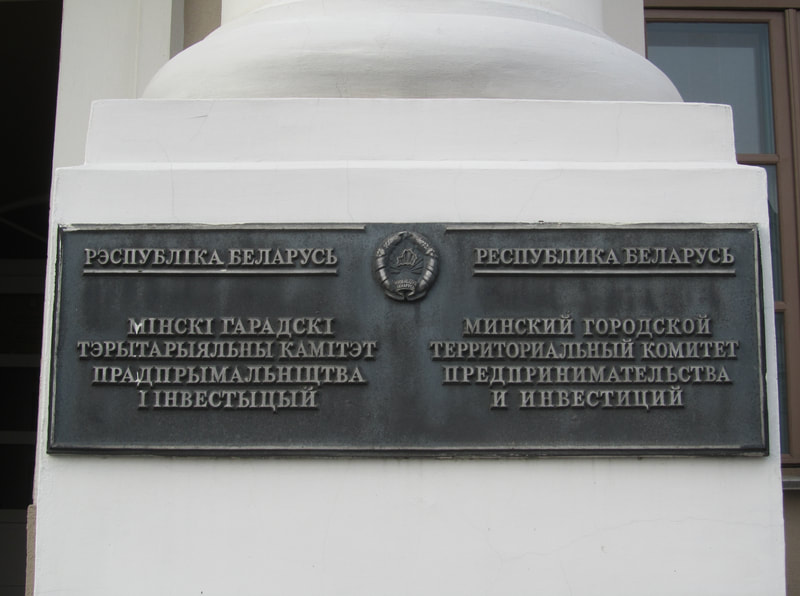 РЭСПУБЛІКА БЕЛАРУСЬ
МІНСКІ ГАРАДСКІ
ТЭРЫТАРЫЯЛЬНЫ КАМІТЭТ
ПРАДПРЫМАЛЬНІЦТВА
І ІНВЕСТЫЦЫЙ
РЕСПУБЛИКА БЕЛАРУСЬ
МИНСКИЙ ГОРОДСКОЙ
ТЕРРИТОРИАЛЬНЫЙ КОМИТЕТ
ПРЕДПРИНИМАТЕЛЬСТВА
И ИНВЕСТИЦИЙ